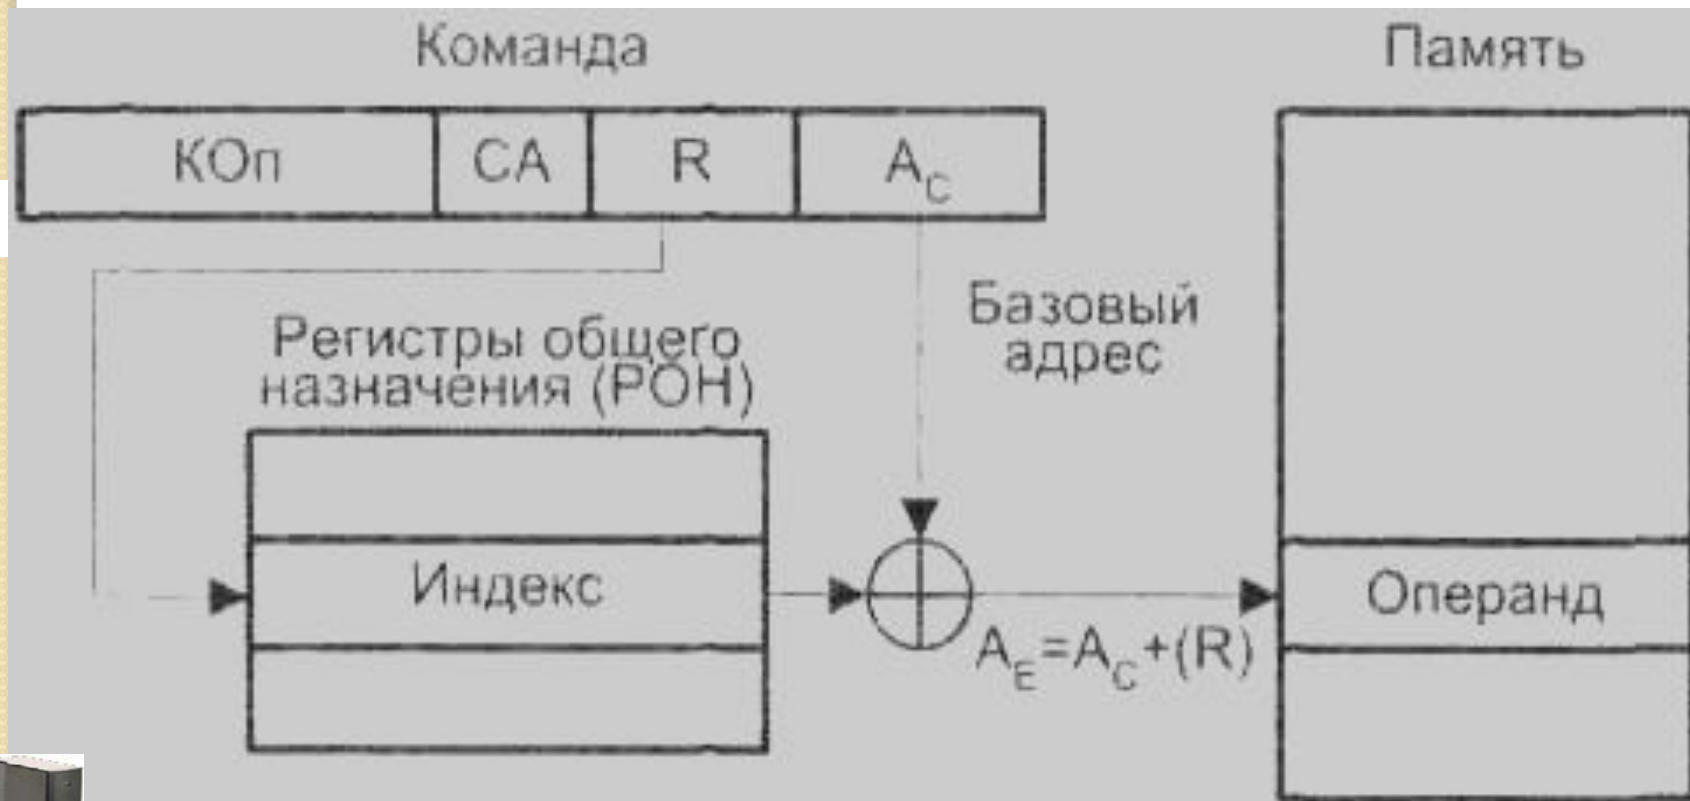 Команда
Память
КОп
СА
R
A_C
Базовый
адрес
Регистры общего
назначения (РОН)
Индекс
Операнд
A_E=A_C+(R)